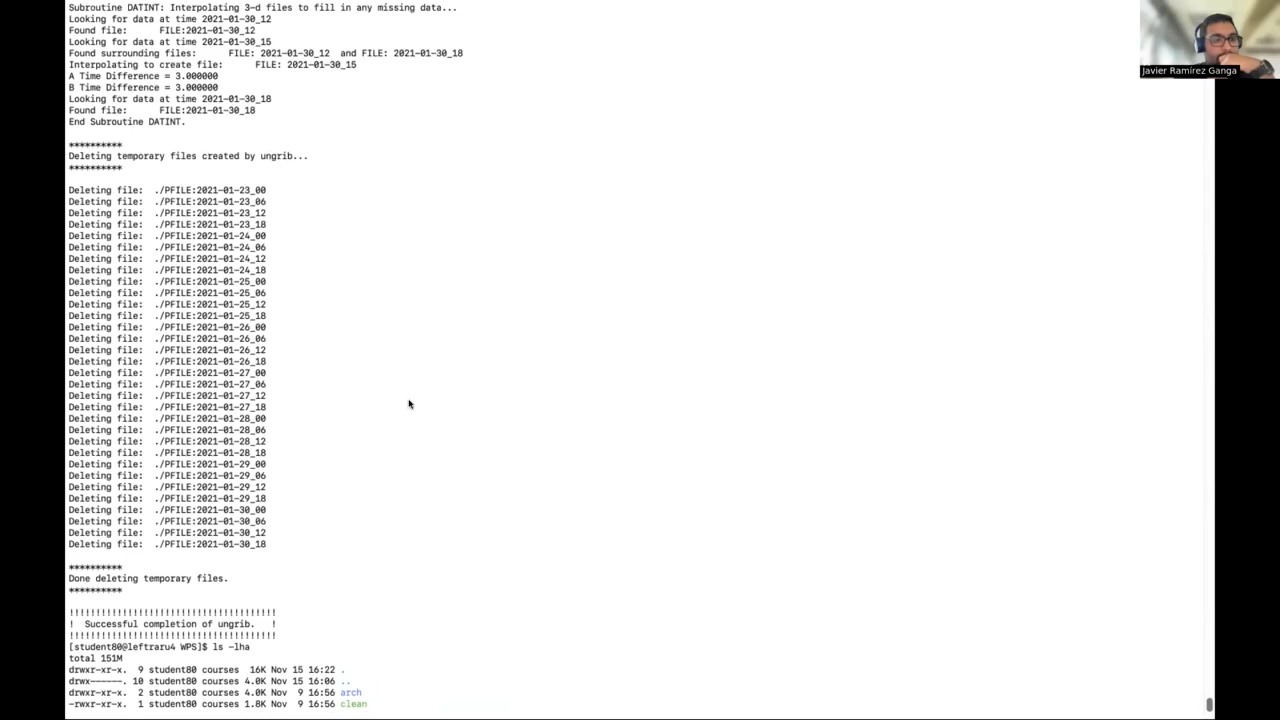 Subroutine DATINT: Interpolating 3-d files to fill in any missing data...
Looking for data at time 2021-01-30_12
Found file:      FILE:2021-01-30_12
Looking for data at time 2021-01-30_15
Found surrounding files:      FILE: 2021-01-30_12  and FILE: 2021-01-30_18
Interpolating to create file:      FILE: 2021-01-30_15
A Time Difference = 3.000000
B Time Difference = 3.000000
Looking for data at time 2021-01-30_18
Found file:      FILE:2021-01-30_18
End Subroutine DATINT.
**********
Deleting temporary files created by ungrib...
**********
Deleting file:  ./PFILE:2021-01-23_00
Deleting file:  ./PFILE:2021-01-23_06
Deleting file:  ./PFILE:2021-01-23_12
Deleting file:  ./PFILE:2021-01-23_18
Deleting file:  ./PFILE:2021-01-24_00
Deleting file:  ./PFILE:2021-01-24_06
Deleting file:  ./PFILE:2021-01-24_12
Deleting file:  ./PFILE:2021-01-24_18
Deleting file:  ./PFILE:2021-01-25_00
Deleting file:  ./PFILE:2021-01-25_06
Deleting file:  ./PFILE:2021-01-25_12
Deleting file:  ./PFILE:2021-01-25_18
Deleting file:  ./PFILE:2021-01-26_00
Deleting file:  ./PFILE:2021-01-26_06
Deleting file:  ./PFILE:2021-01-26_12
Deleting file:  ./PFILE:2021-01-26_18
Deleting file:  ./PFILE:2021-01-27_00
Deleting file:  ./PFILE:2021-01-27_06
Deleting file:  ./PFILE:2021-01-27_12
Deleting file:  ./PFILE:2021-01-27_18
Deleting file:  ./PFILE:2021-01-28_00
Deleting file:  ./PFILE:2021-01-28_06
Deleting file:  ./PFILE:2021-01-28_12
Deleting file:  ./PFILE:2021-01-28_18
Deleting file:  ./PFILE:2021-01-29_00
Deleting file:  ./PFILE:2021-01-29_06
Deleting file:  ./PFILE:2021-01-29_12
Deleting file:  ./PFILE:2021-01-29_18
Deleting file:  ./PFILE:2021-01-30_00
Deleting file:  ./PFILE:2021-01-30_06
Deleting file:  ./PFILE:2021-01-30_12
Deleting file:  ./PFILE:2021-01-30_18
**********
Done deleting temporary files.
**********
!!!!!!!!!!!!!!!!!!!!!!!!!!!!!!!!!!!!!!!
!  Successful completion of ungrib.   !
!!!!!!!!!!!!!!!!!!!!!!!!!!!!!!!!!!!!!!!
[student80@leftraru4 WPS]$ ls -lha
total 151M
drwxr-xr-x.  9 student80 courses  16K Nov 15 16:22 .
drwx------. 10 student80 courses 4.0K Nov 15 16:06 ..
drwxr-xr-x.  2 student80 courses 4.0K Nov  9 16:56 arch
-rwxr-xr-x.  1 student80 courses 1.8K Nov  9 16:56 clean
Javier Ramírez Ganga